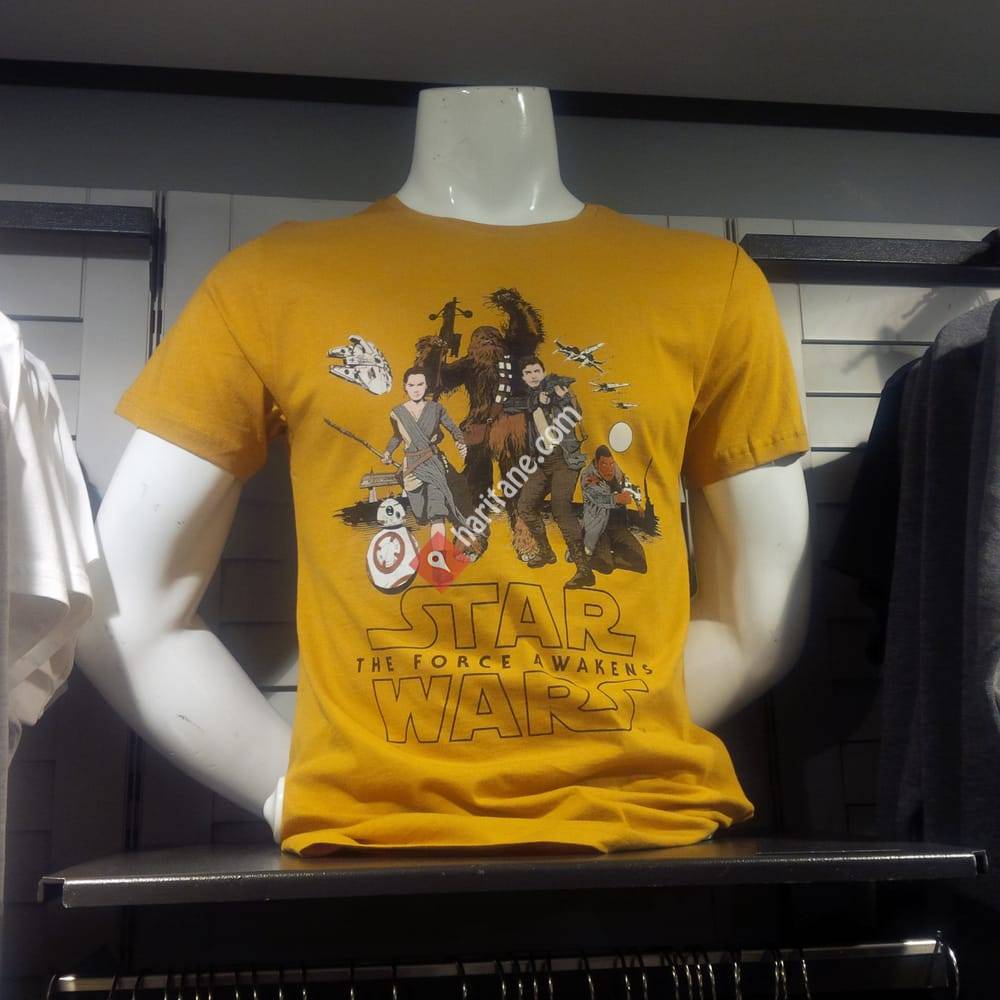 haritane.com
STAR
THE FORCE AWAKENS
WARS